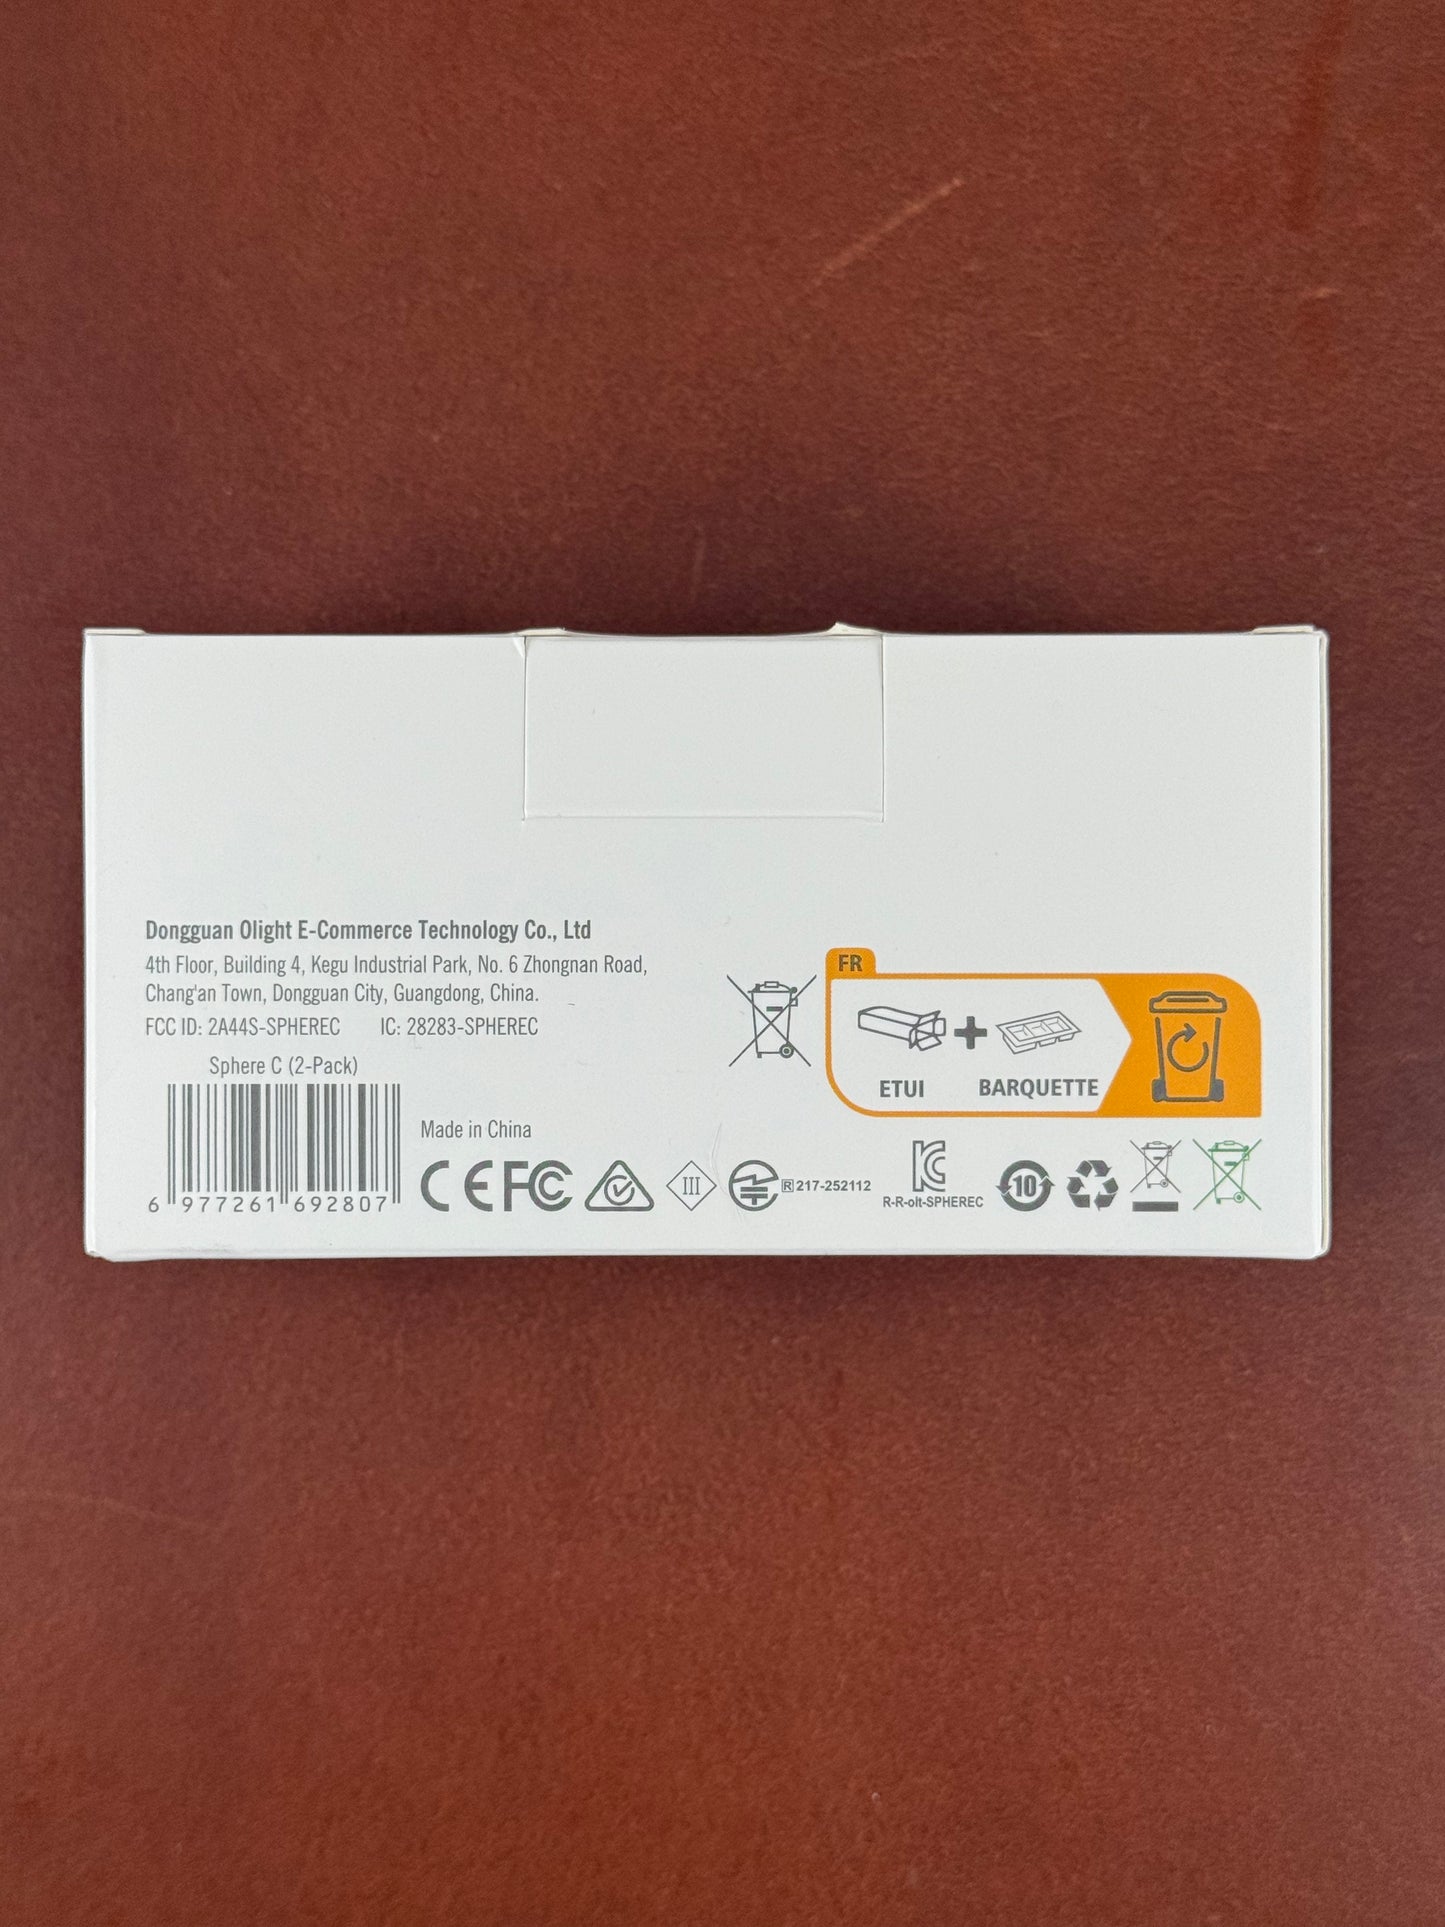 Dongguan Olight E-Commerce Technology Co., Ltd
4th Floor, Building 4, Kegu Industrial Park, No. 6 Zhongnan Road,
Chang'an Town, Dongguan City, Guangdong, China.
FCC ID: 2A44S-SPHEREC IC: 28283-SPHEREC
Sphere C (2-Pack)
6 977261 692807
Made in China
CE FC III R 217-252112
R-R-olt-SPHEREC
10
FR
ETUI + BARQUETTE